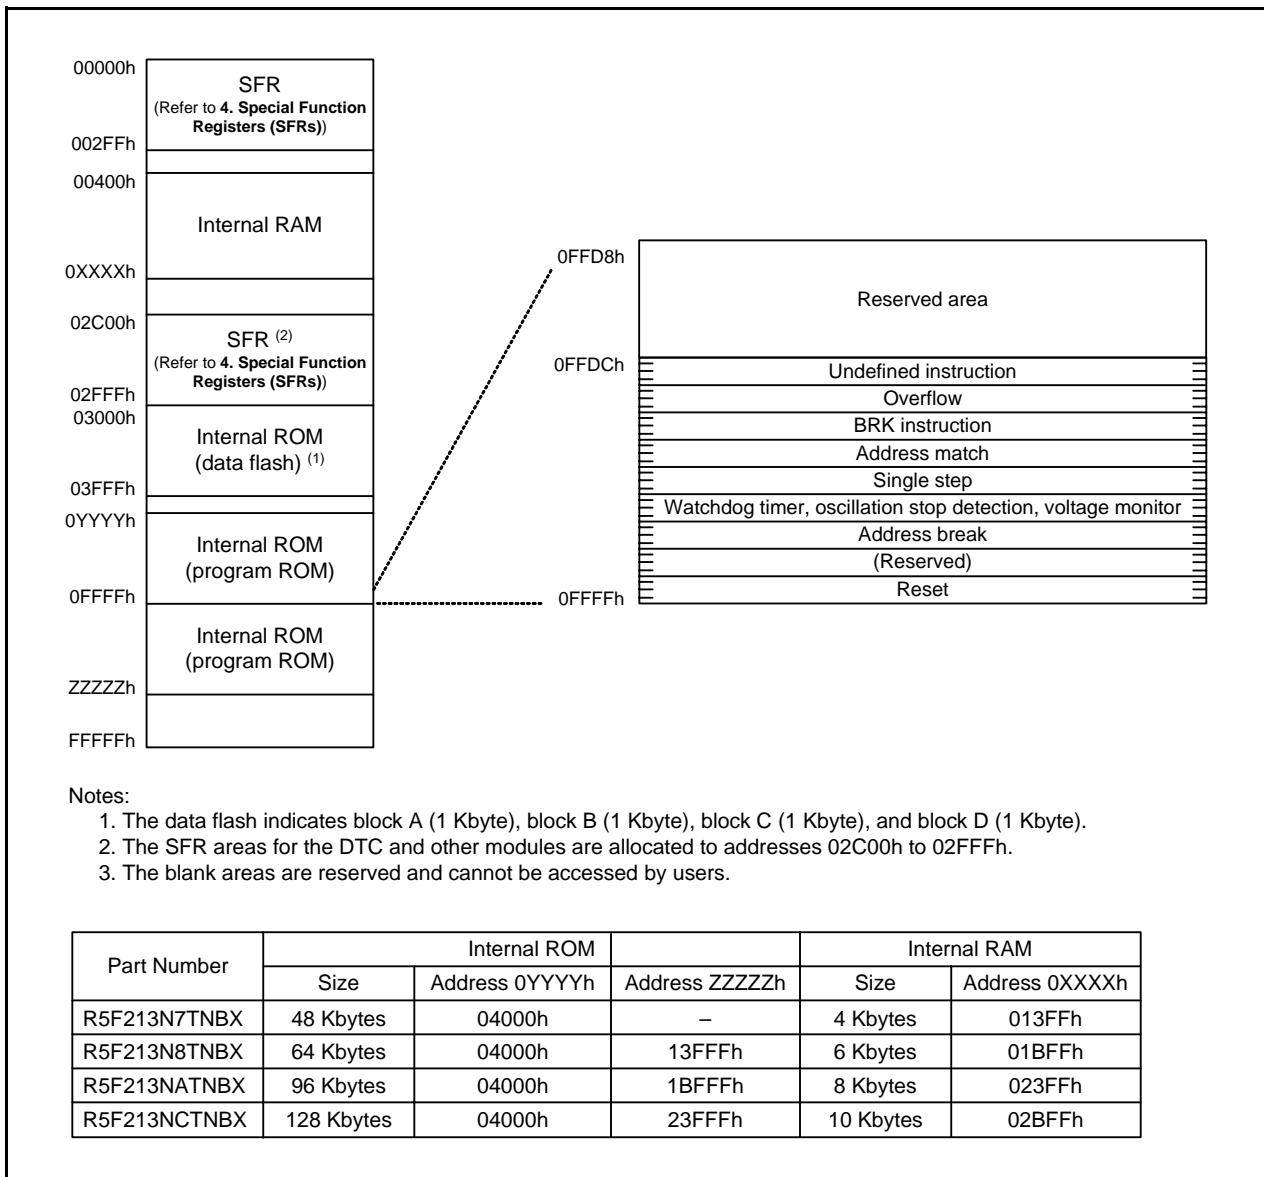 00000h
SFR
(Refer to 4. Special Function
Registers (SFRs))
002FFh
00400h
Internal RAM
0XXXXh
02C00h
SFR (2)
(Refer to 4. Special Function
Registers (SFRs))
02FFFh
03000h
Internal ROM
(data flash) (1)
03FFFh
0YYYYh
Internal ROM
(program ROM)
0FFFFh
Internal ROM
(program ROM)
ZZZZZh
FFFFFh
0FFD8h
Reserved area
0FFDCh
Undefined instruction
Overflow
BRK instruction
Address match
Single step
Watchdog timer, oscillation stop detection, voltage monitor
Address break
(Reserved)
Reset
0FFFFh
Notes:
1. The data flash indicates block A (1 Kbyte), block B (1 Kbyte), block C (1 Kbyte), and block D (1 Kbyte).
2. The SFR areas for the DTC and other modules are allocated to addresses 02C00h to 02FFFh.
3. The blank areas are reserved and cannot be accessed by users.
Part Number Internal ROM Internal RAM
Size Address 0YYYYh Address ZZZZZh Size Address 0XXXXh
R5F213N7TNBX 48 Kbytes 04000h – 4 Kbytes 013FFh
R5F213N8TNBX 64 Kbytes 04000h 13FFFh 6 Kbytes 01BFFh
R5F213NATNBX 96 Kbytes 04000h 1BFFFh 8 Kbytes 023FFh
R5F213NCTNBX 128 Kbytes 04000h 23FFFh 10 Kbytes 02BFFh